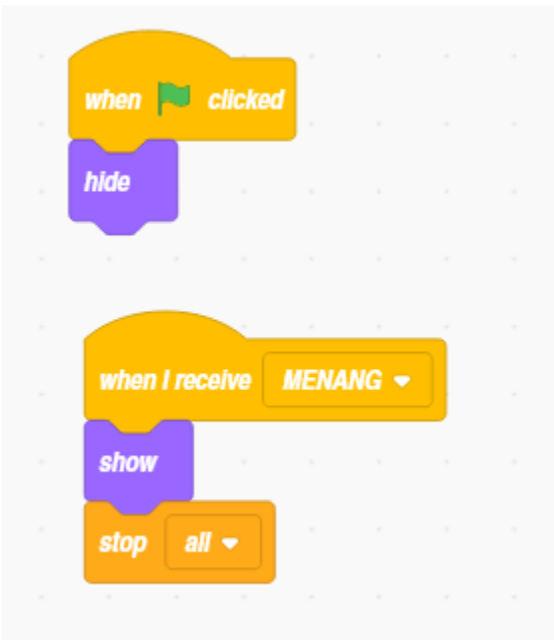 when clicked
hide
when I receive MENANG
show
stop all